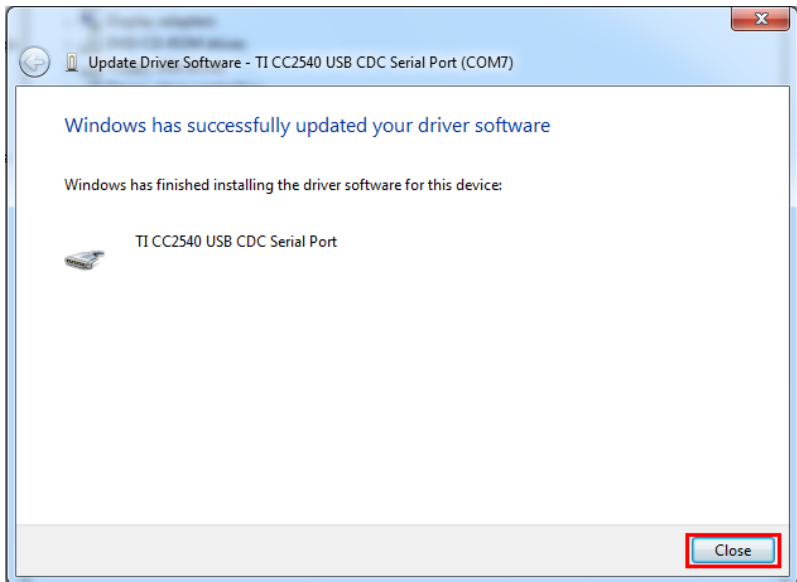 Update Driver Software - TI CC2540 USB CDC Serial Port (COM7)
Windows has successfully updated your driver software
Windows has finished installing the driver software for this device:
TI CC2540 USB CDC Serial Port
Close